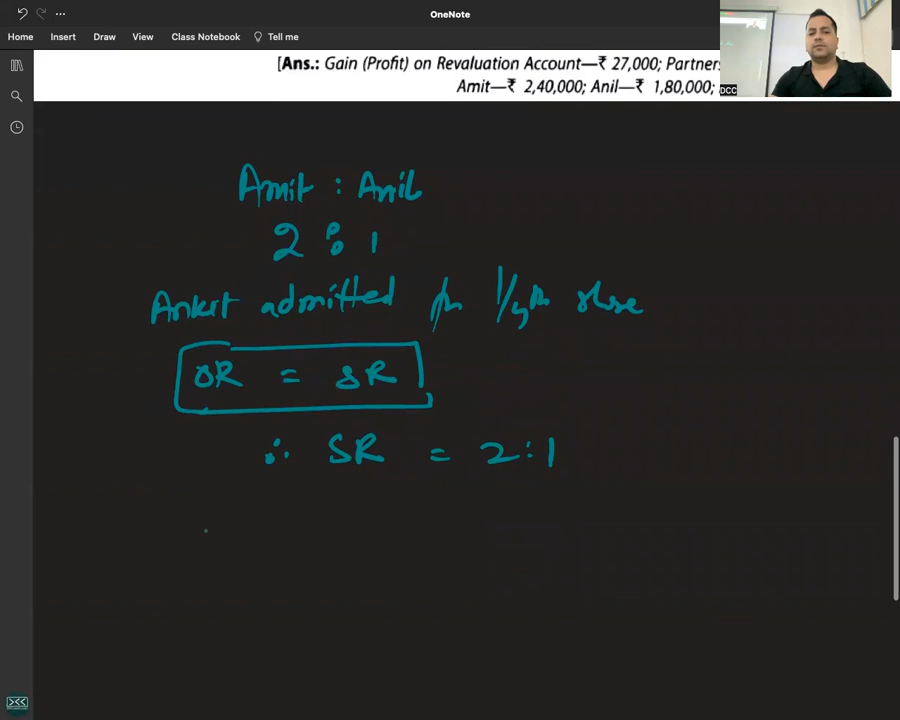 OneNote
Home Insert Draw View Class Notebook Tell me
[Ans.: Gain (Profit) on Revaluation Account—₹ 27,000; Partners
Amit—₹ 2,40,000; Anil—₹ 1,80,000;
DCC
Amit : Anil
2 : 1
Ankit admitted for share
OR = SR
∴ SR = 2:1